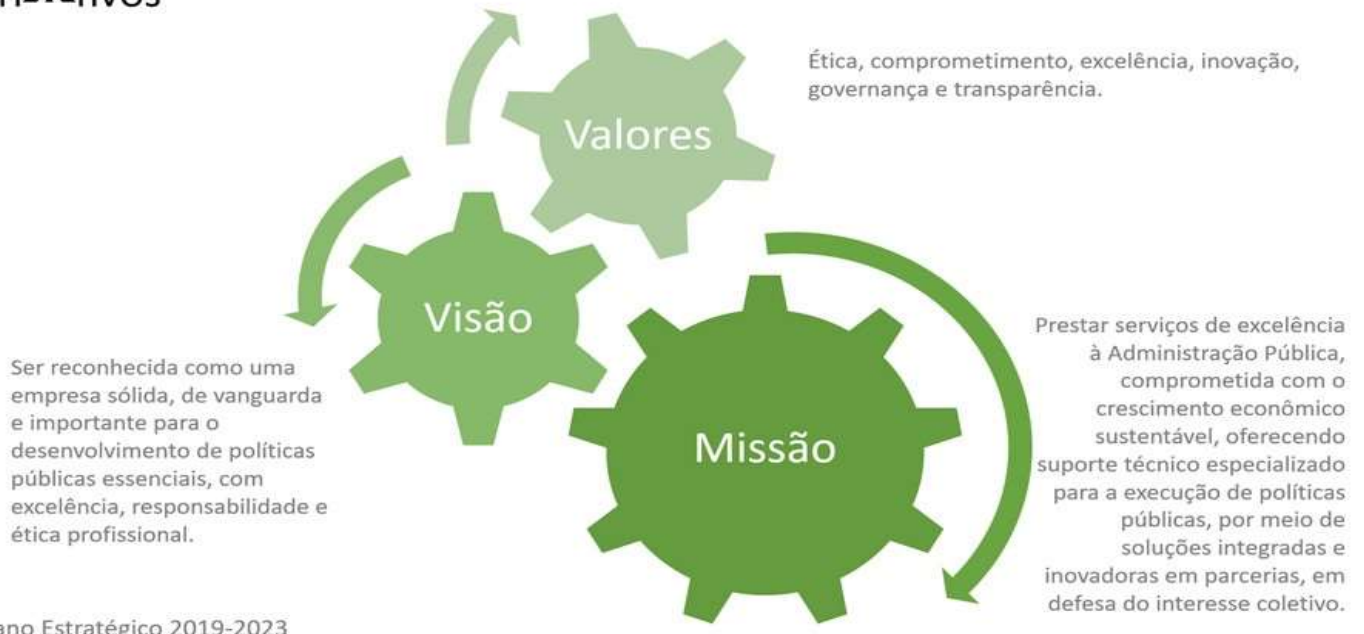 Ética, comprometimento, excelência, inovação,
governança e transparência.
Valores
Visão
Ser reconhecida como uma
empresa sólida, de vanguarda
e importante para o
desenvolvimento de políticas
públicas essenciais, com
excelência, responsabilidade e
ética profissional.
Missão
Prestar serviços de excelência
à Administração Pública,
comprometida com o
crescimento econômico
sustentável, oferecendo
suporte técnico especializado
para a execução de políticas
públicas, por meio de
soluções integradas e
inovadoras em parcerias, em
defesa do interesse coletivo.
Estratégico 2019-2023